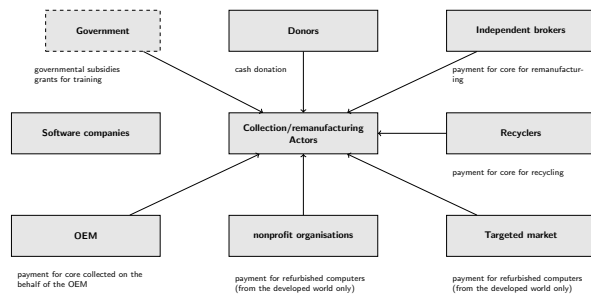 Government
Donors
Independent brokers
governmental subsidies
grants for training
cash donation
payment for core for remanufactur-
ing
Software companies
Collection/remanufacturing
Actors
Recyclers
payment for core for recycling
OEM
nonprofit organisations
Targeted market
payment for core collected on the
behalf of the OEM
payment for refurbished computers
(from the developed world only)
payment for refurbished computers
(from the developed world only)